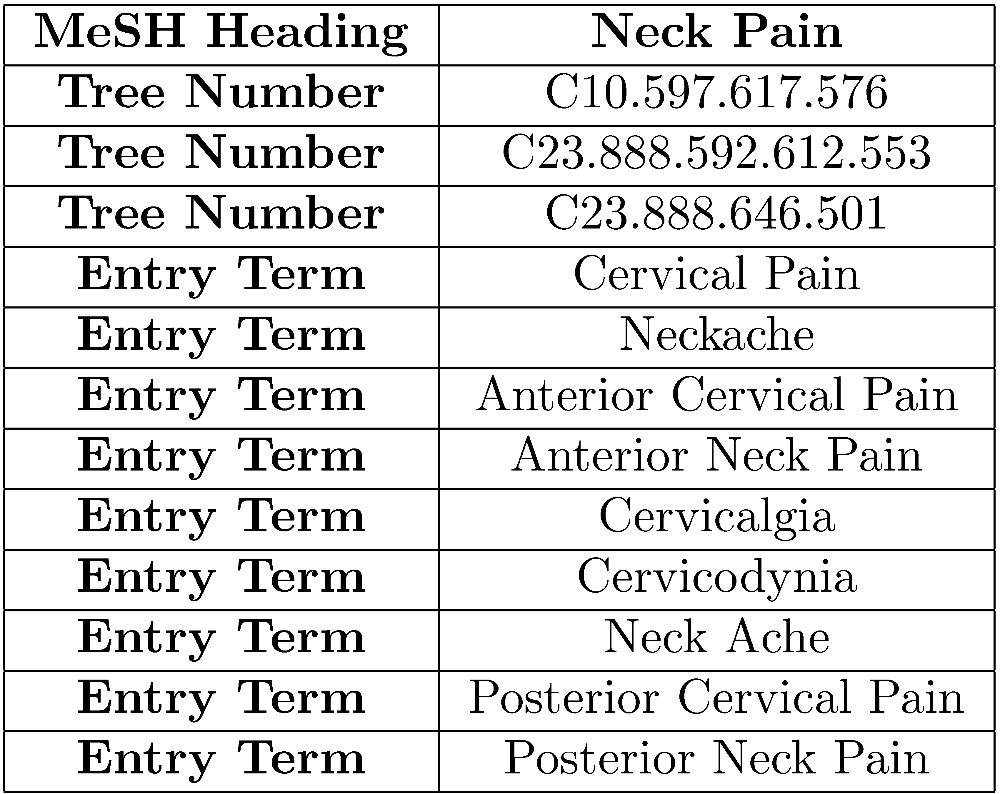 MeSH Heading Neck Pain
Tree Number C10.597.617.576
Tree Number C23.888.592.612.553
Tree Number C23.888.646.501
Entry Term Cervical Pain
Entry Term Neckache
Entry Term Anterior Cervical Pain
Entry Term Anterior Neck Pain
Entry Term Cervicalgia
Entry Term Cervicodynia
Entry Term Neck Ache
Entry Term Posterior Cervical Pain
Entry Term Posterior Neck Pain